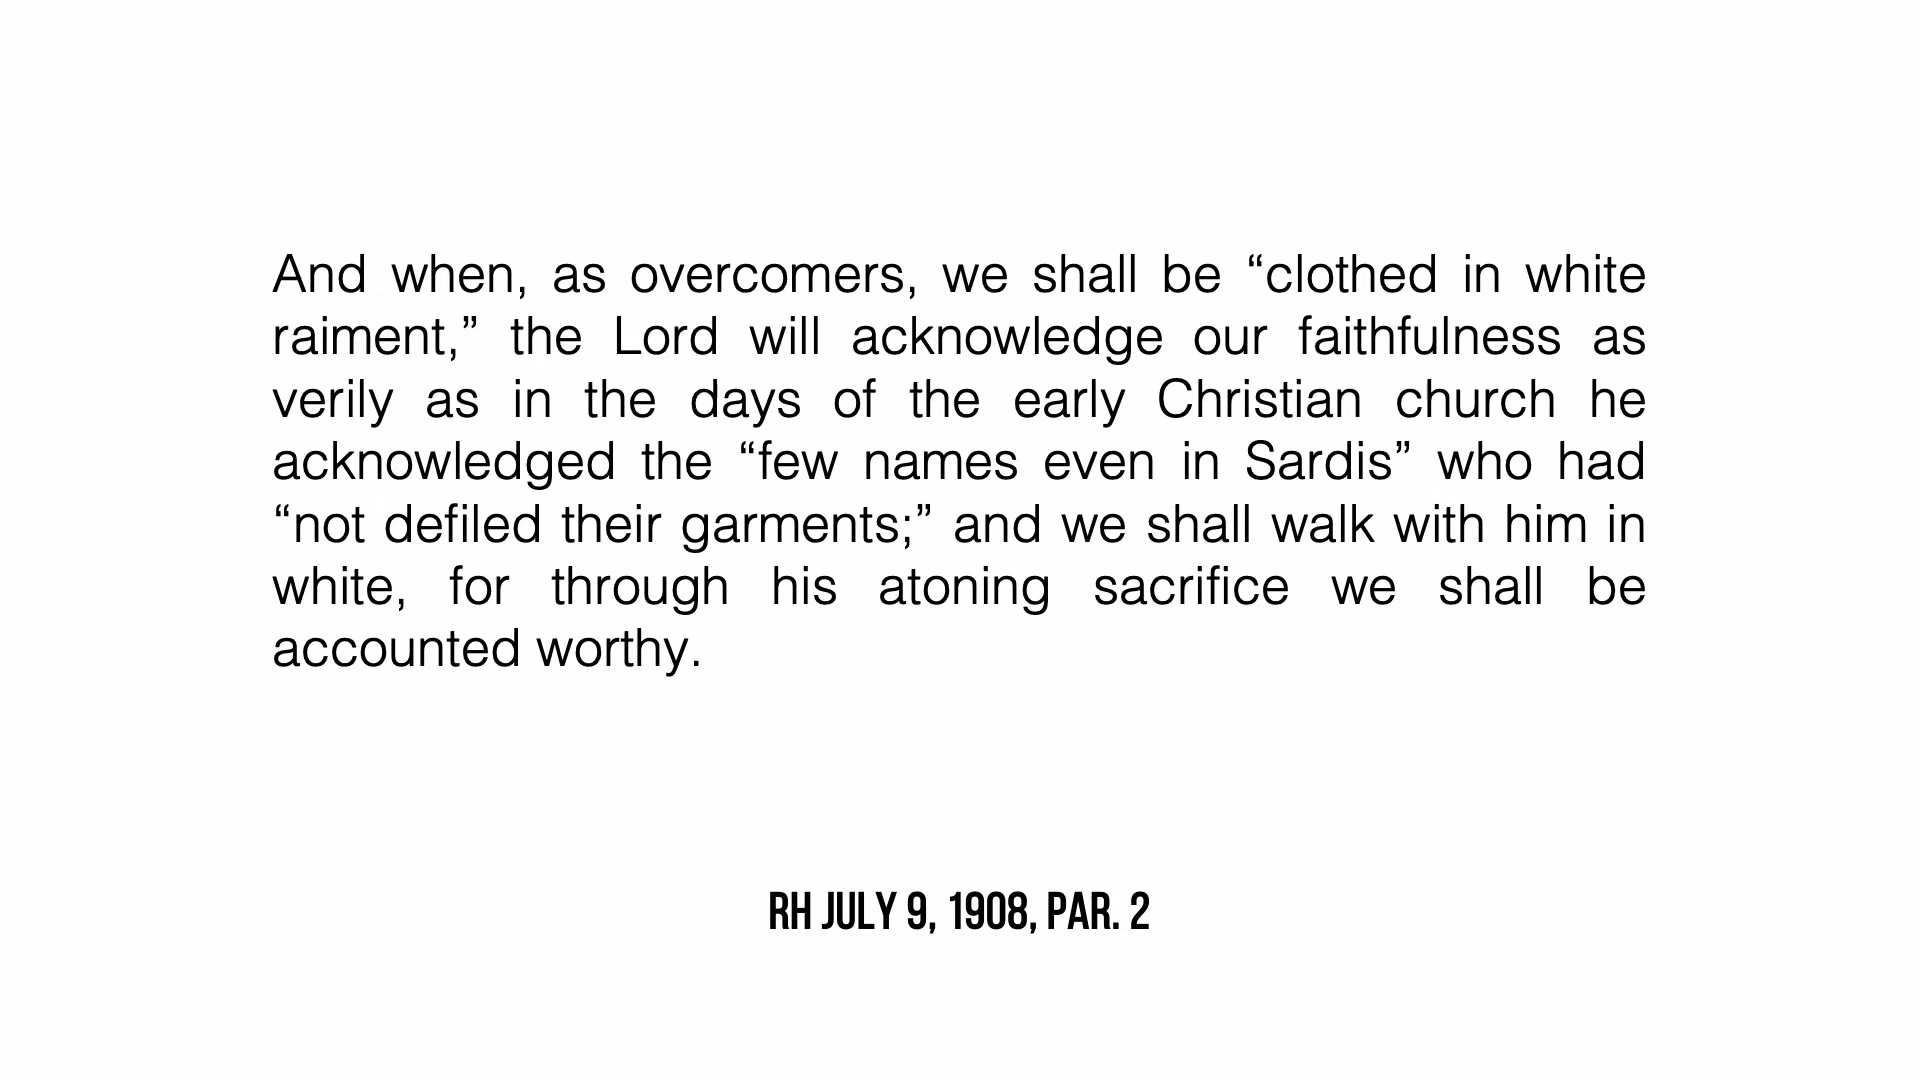 And when, as overcomers, we shall be “clothed in white
raiment,” the Lord will acknowledge our faithfulness as
verily as in the days of the early Christian church he
acknowledged the “few names even in Sardis” who had
“not defiled their garments;” and we shall walk with him in
white, for through his atoning sacrifice we shall be
accounted worthy.
RH JULY 9, 1908, PAR. 2